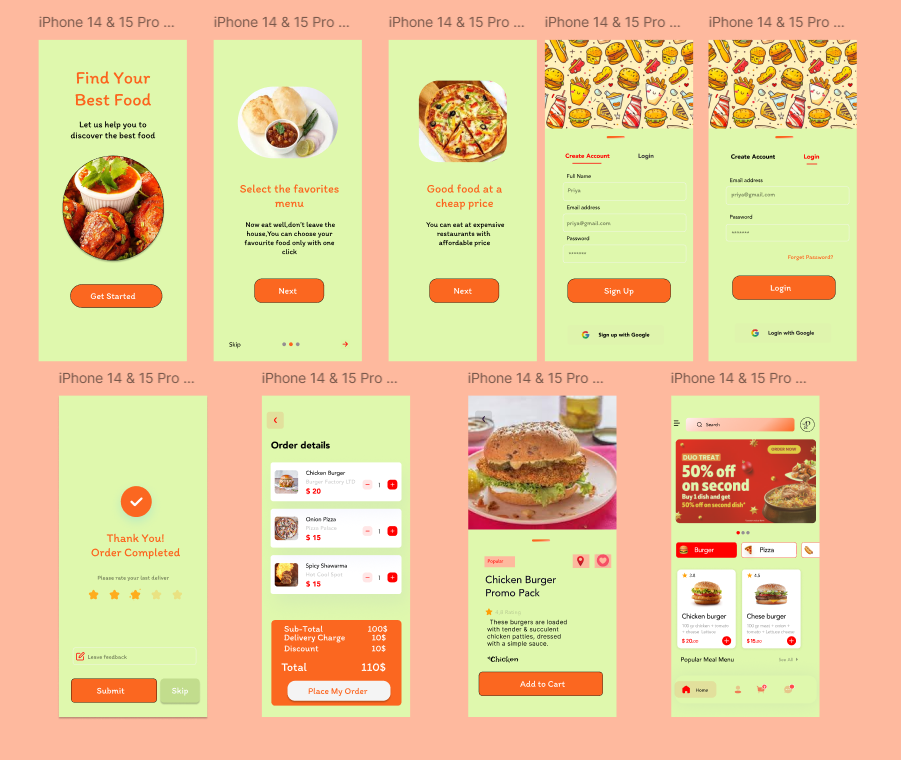 iPhone 14 & 15 Pro ...
iPhone 14 & 15 Pro ...
iPhone 14 & 15 Pro ...
iPhone 14 & 15 Pro ...
iPhone 14 & 15 Pro ...
Find Your
Best Food
Let us help you to
discover the best food
Get Started
Select the favorites
menu
Now eat well,don't leave the
house,You can choose your
favourite food only with one
click
Next
Skip
Good food at a
cheap price
You can eat at expensive
restaurants with
affordable price
Next
Create Account
Login
Full Name
Priya
Email address
priya@gmail.com
Password
*******
Sign Up
Sign up with Google
Create Account
Login
Email address
priya@gmail.com
Password
*******
Forget Password?
Login
Login with Google
iPhone 14 & 15 Pro ...
iPhone 14 & 15 Pro ...
iPhone 14 & 15 Pro ...
iPhone 14 & 15 Pro ...
Thank You!
Order Completed
Please rate your last deliver
Leave feedback
Submit
Skip
Order details
Chicken Burger
Burger Factory LTD
$ 20
1
Onion Pizza
Pizza Palace
$ 15
1
Spicy Shawarma
Hot Cool Spot
$ 15
1
Sub-Total 100$
Delivery Charge 10$
Discount 10$
Total 110$
Place My Order
Popular
Chicken Burger
Promo Pack
4.8 Rating
These burgers are loaded
with tender & succulent
chicken patties, dressed
with a simple sauce.
*Chicken
Add to Cart
Search
ORDER NOW
DUO TREAT
50% off
on second
Buy 1 dish and get
50% off on second dish*
Burger
Pizza
3.8
Chicken burger
100 gr chicken + tomato
+ cheese Lettuce
$ 20.00
4.5
Chese burger
$ 15.00
Popular Meal Menu
See All
Home